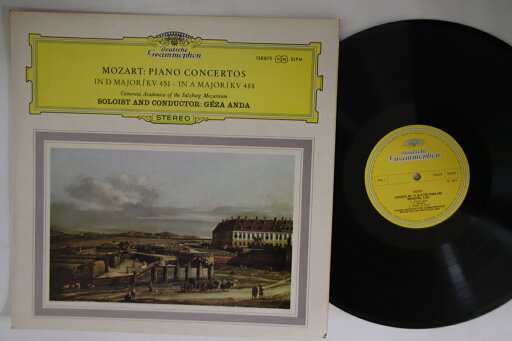 Deutsche
Grammophon
138870 SLPM
MOZART: PIANO CONCERTOS
IN D MAJOR/KV 451 - IN A MAJOR/KV 488
Camerata Academica of the Salzburg Mozarteum
SOLOIST AND CONDUCTOR: GÉZA ANDA
STEREO
Deutsche
Grammophon
MOZART